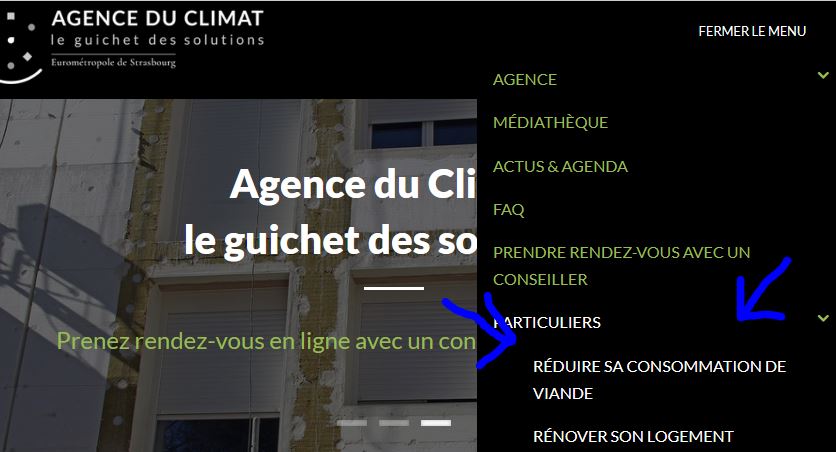 AGENCE DU CLIMAT
le guichet des solutions
Eurométropole de Strasbourg
FERMER LE MENU
AGENCE
MÉDIATHÈQUE
ACTUS & AGENDA
FAQ
PRENDRE RENDEZ-VOUS AVEC UN
CONSEILLER
PARTICULIERS
RÉDUIRE SA CONSOMMATION DE
VIANDE
RÉNOVER SON LOGEMENT
Agence du Cli
le guichet des so
Prenez rendez-vous en ligne avec un con